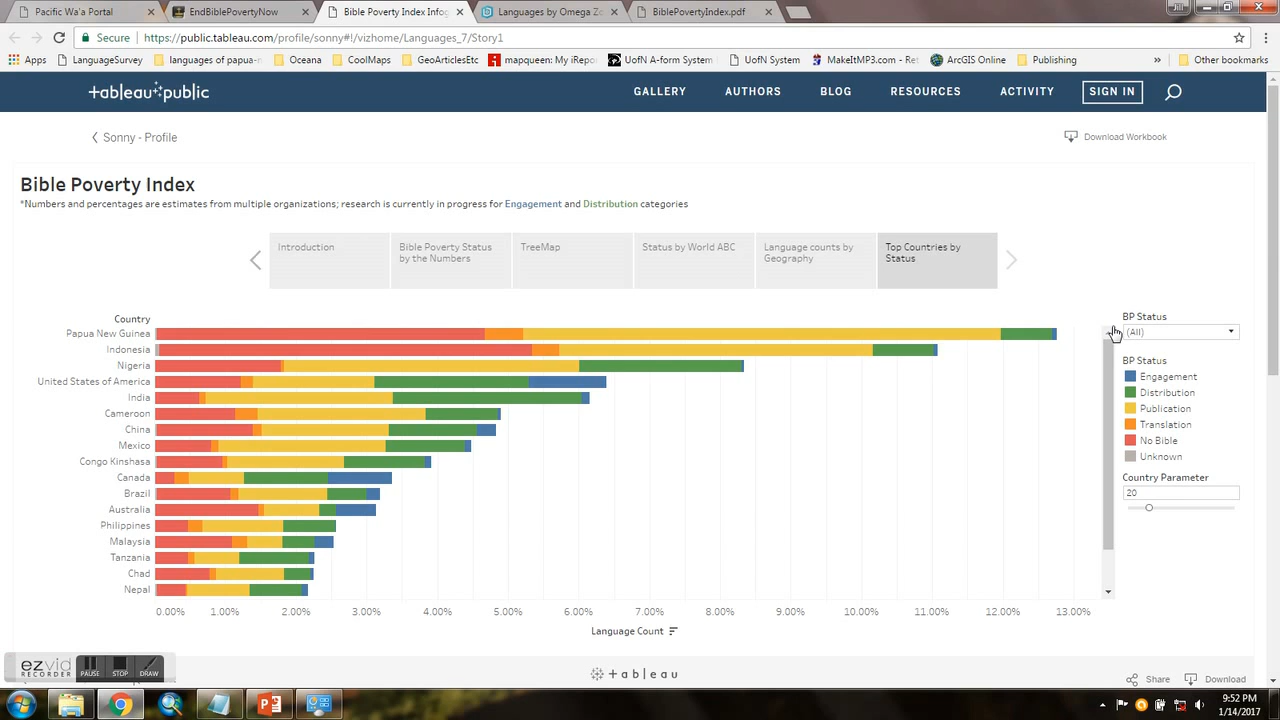 Pacific Wa'a Portal
EndBiblePovertyNow
Bible Poverty Index Infog
Languages by Omega Zo
BiblePovertyIndex.pdf
Jill
Secure https://public.tableau.com/profile/sonny#!/vizhome/Languages_7/Story1
Apps LanguageSurvey languages of papua-n Oceana CoolMaps GeoArticlesEtc mapqueen: My iRepo UofN A-form System UofN System MakeItMP3.com - Ret ArcGIS Online Publishing » Other bookmarks
+ableau+public
GALLERY AUTHORS BLOG RESOURCES ACTIVITY SIGN IN
Sonny - Profile
Download Workbook
Bible Poverty Index
*Numbers and percentages are estimates from multiple organizations; research is currently in progress for Engagement and Distribution categories
Introduction
Bible Poverty Status
by the Numbers
TreeMap
Status by World ABC
Language counts by
Geography
Top Countries by
Status
Country
Papua New Guinea
Indonesia
Nigeria
United States of America
India
Cameroon
China
Mexico
Congo Kinshasa
Canada
Brazil
Australia
Philippines
Malaysia
Tanzania
Chad
Nepal
0.00% 1.00% 2.00% 3.00% 4.00% 5.00% 6.00% 7.00% 8.00% 9.00% 10.00% 11.00% 12.00% 13.00%
Language Count
BP Status
(All)
BP Status
Engagement
Distribution
Publication
Translation
No Bible
Unknown
Country Parameter
20
ezvid
RECORDER
PAUSE STOP DRAW
+ableau
Share Download
9:52 PM
1/14/2017